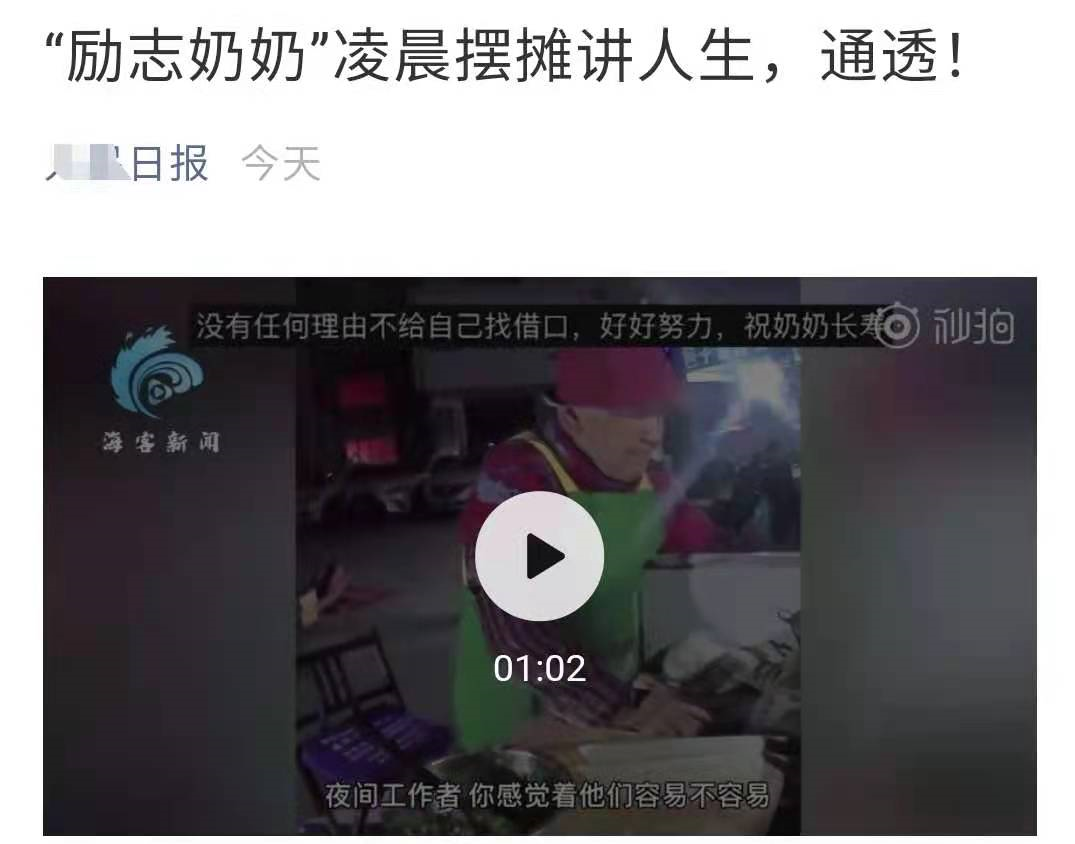 “励志奶奶”凌晨摆摊讲人生，通透！
日报 今天
没有任何理由不给自己找借口，好好努力，祝奶奶长寿
秒拍
海客新闻
01:02
夜间工作者 你感觉着他们容易不容易